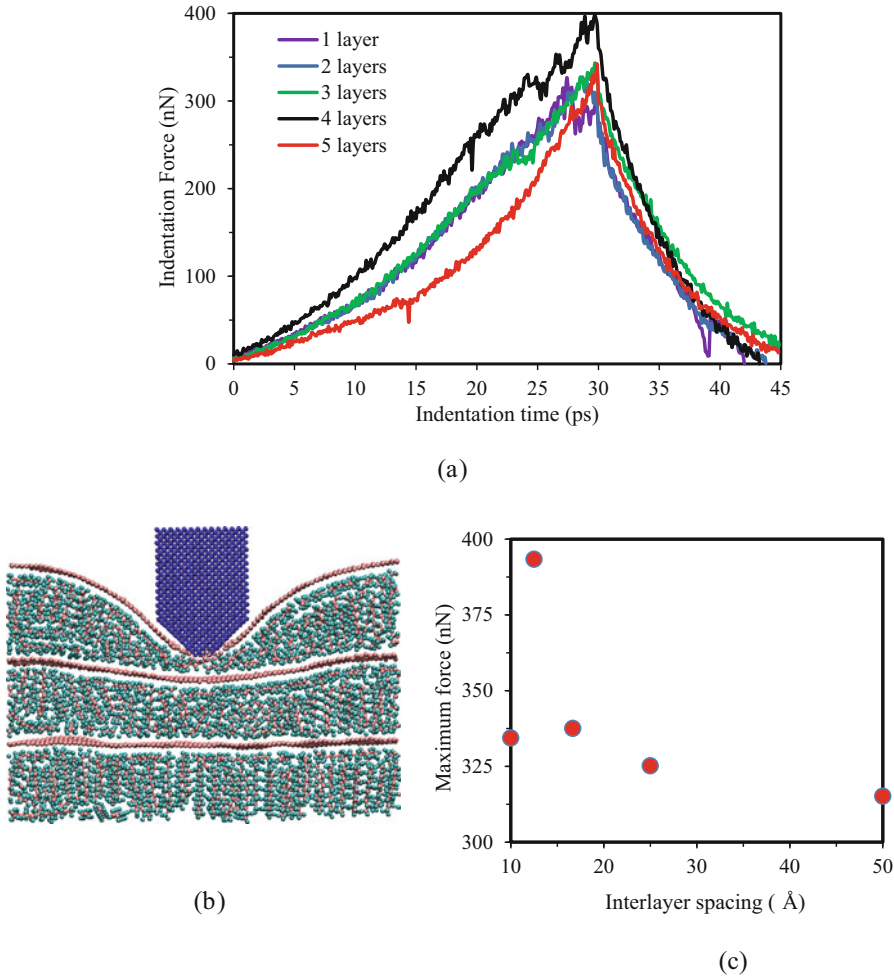 400
300
200
100
0
Indentation Force (nN)
1 layer
2 layers
3 layers
4 layers
5 layers
0 5 10 15 20 25 30 35 40 45
Indentation time (ps)
(a)
(b)
400
375
350
325
300
Maximum force (nN)
10 20 30 40 50
Interlayer spacing ( Å)
(c)